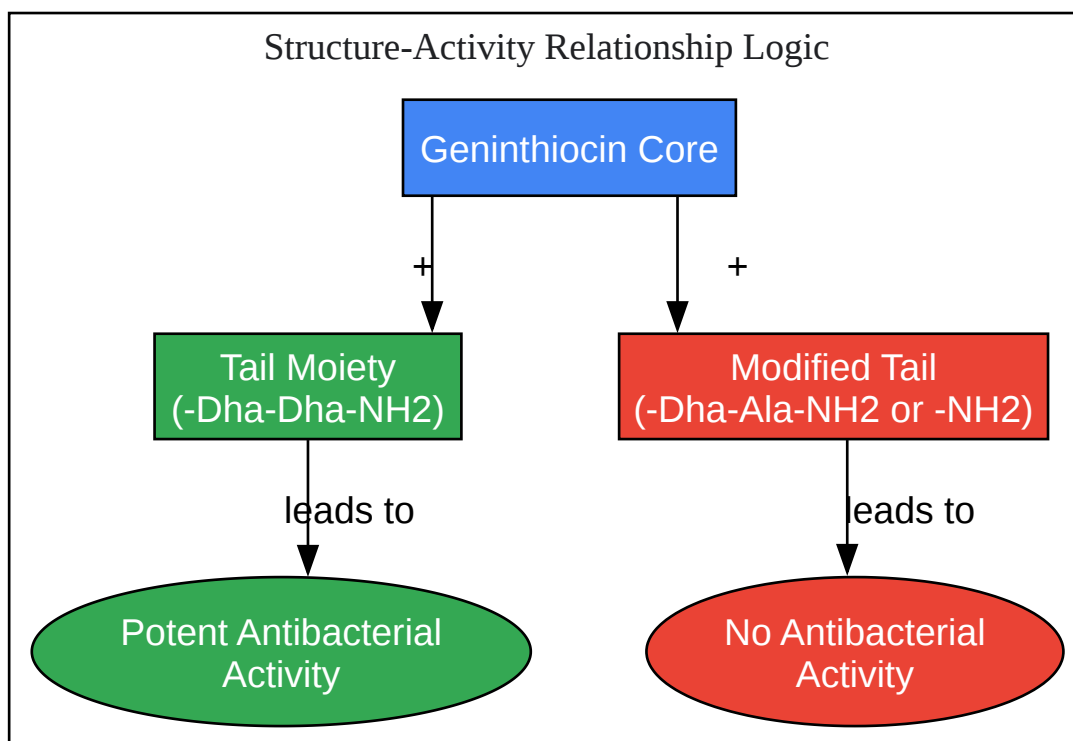 Structure-Activity Relationship Logic
Geninthiocin Core
+
+
Tail Moiety
(-Dha-Dha-NH2)
Modified Tail
(-Dha-Ala-NH2 or -NH2)
leads to
leads to
Potent Antibacterial
Activity
No Antibacterial
Activity